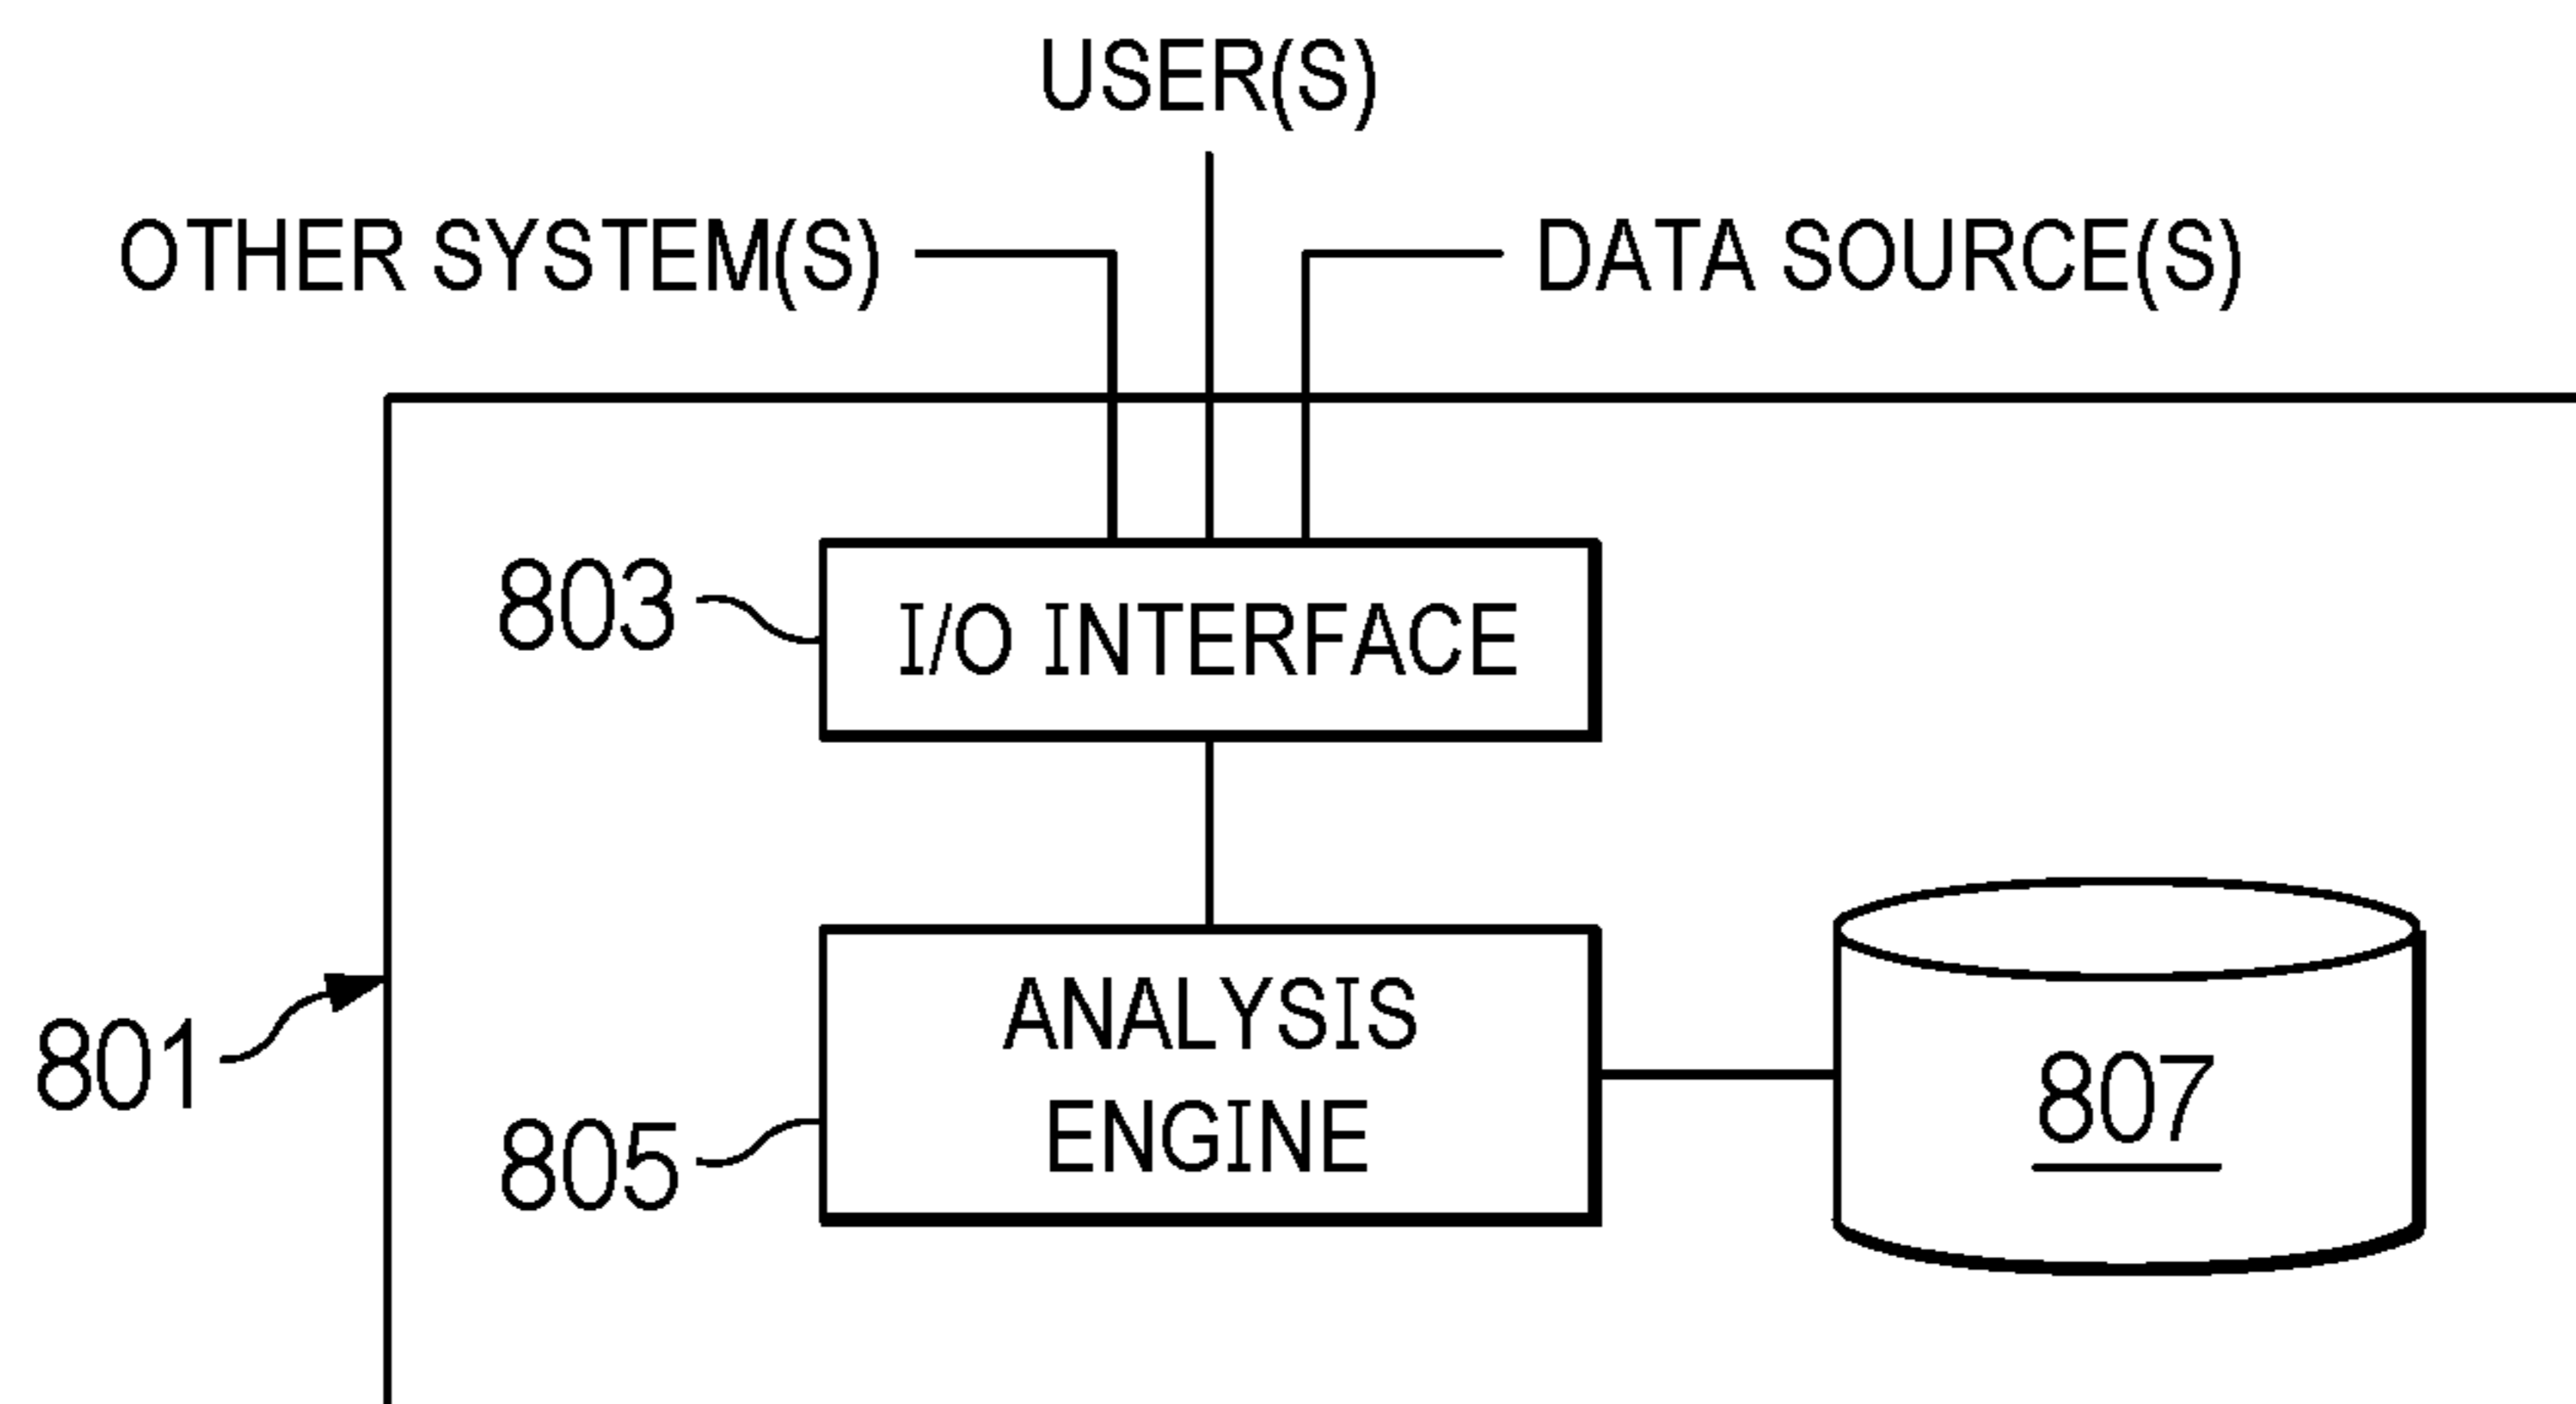 USER(S)
OTHER SYSTEM(S)
DATA SOURCE(S)
803
I/O INTERFACE
801
805
ANALYSIS
ENGINE
807